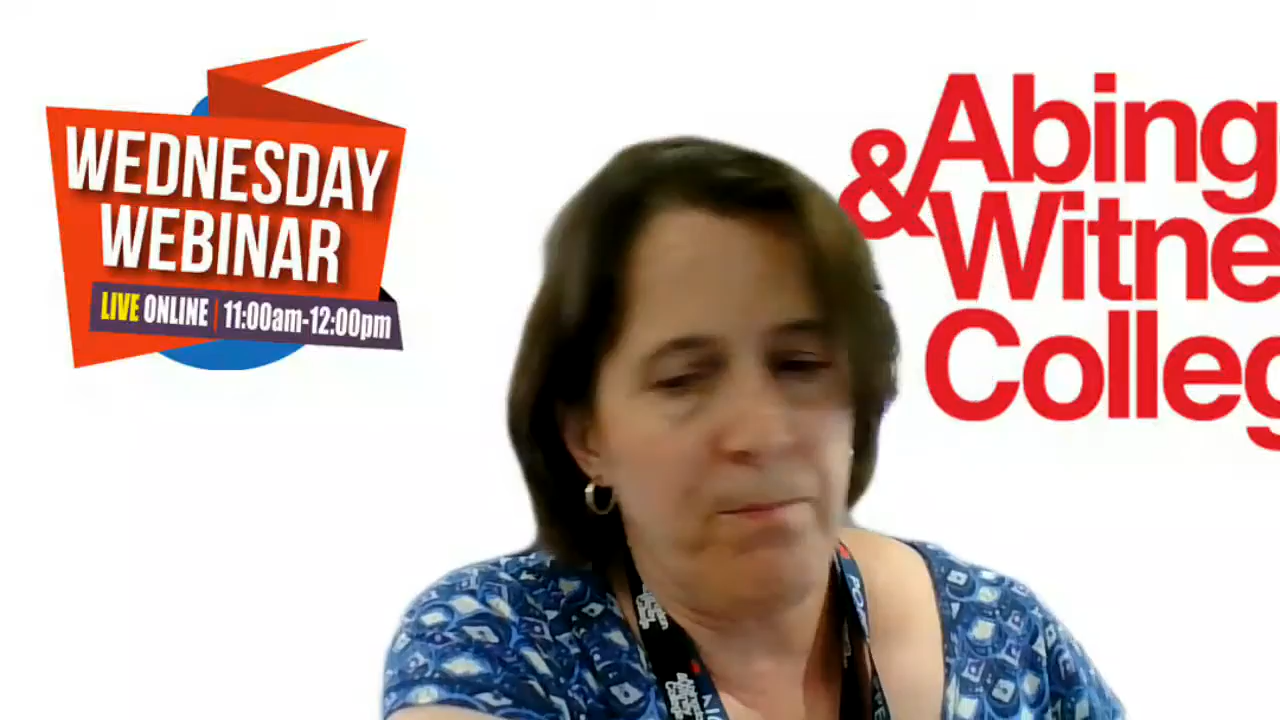 WEDNESDAY
WEBINAR
LIVE ONLINE | 11:00am-12:00pm
& Abing
Witne
Colleg